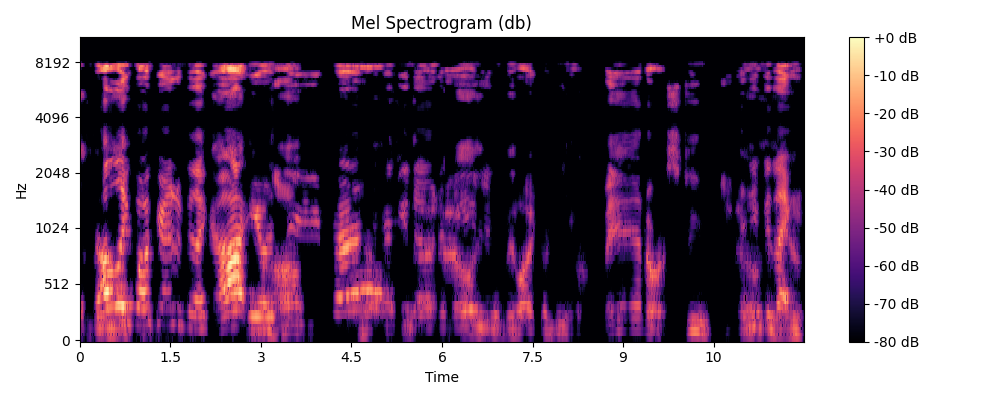 Mel Spectrogram (db)
8192
4096
2048
1024
512
0
Hz
0 1.5 3 4.5 6 7.5 9 10
Time
+0 dB
-10 dB
-20 dB
-30 dB
-40 dB
-50 dB
-60 dB
-70 dB
-80 dB